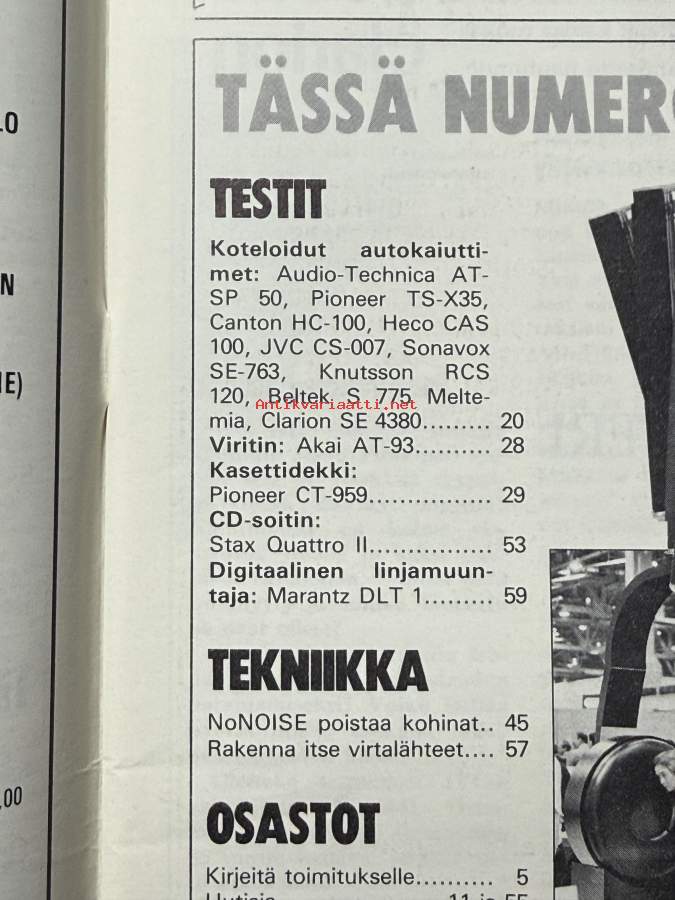 LO
N
IE)
,00
TÄSSÄ NUMERO
TESTIT
Koteloidut autokaiutti-
met: Audio-Technica AT-
SP 50, Pioneer TS-X35,
Canton HC-100, Heco CAS
100, JVC CS-007, Sonavox
SE-763, Knutsson RCS
120, Beltek S 775, Melte-
Antikvariaatti.net
mia, Clarion SE 4380......... 20
Viritin: Akai AT-93.......... 28
Kasettidekki:
Pioneer CT-959................ 29
CD-soitin:
Stax Quattro II................ 53
Digitaalinen linjamuun-
taja: Marantz DLT 1......... 59
TEKNIIKKA
NoNOISE poistaa kohinat.. 45
Rakenna itse virtalähteet.... 57
OSASTOT
Kirjeitä toimitukselle.......... 5